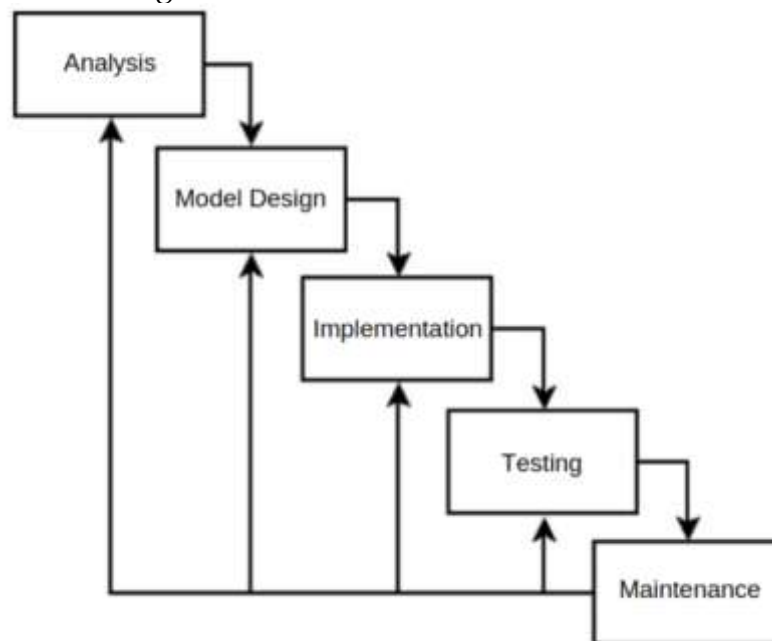 Analysis
Model Design
Implementation
Testing
Maintenance